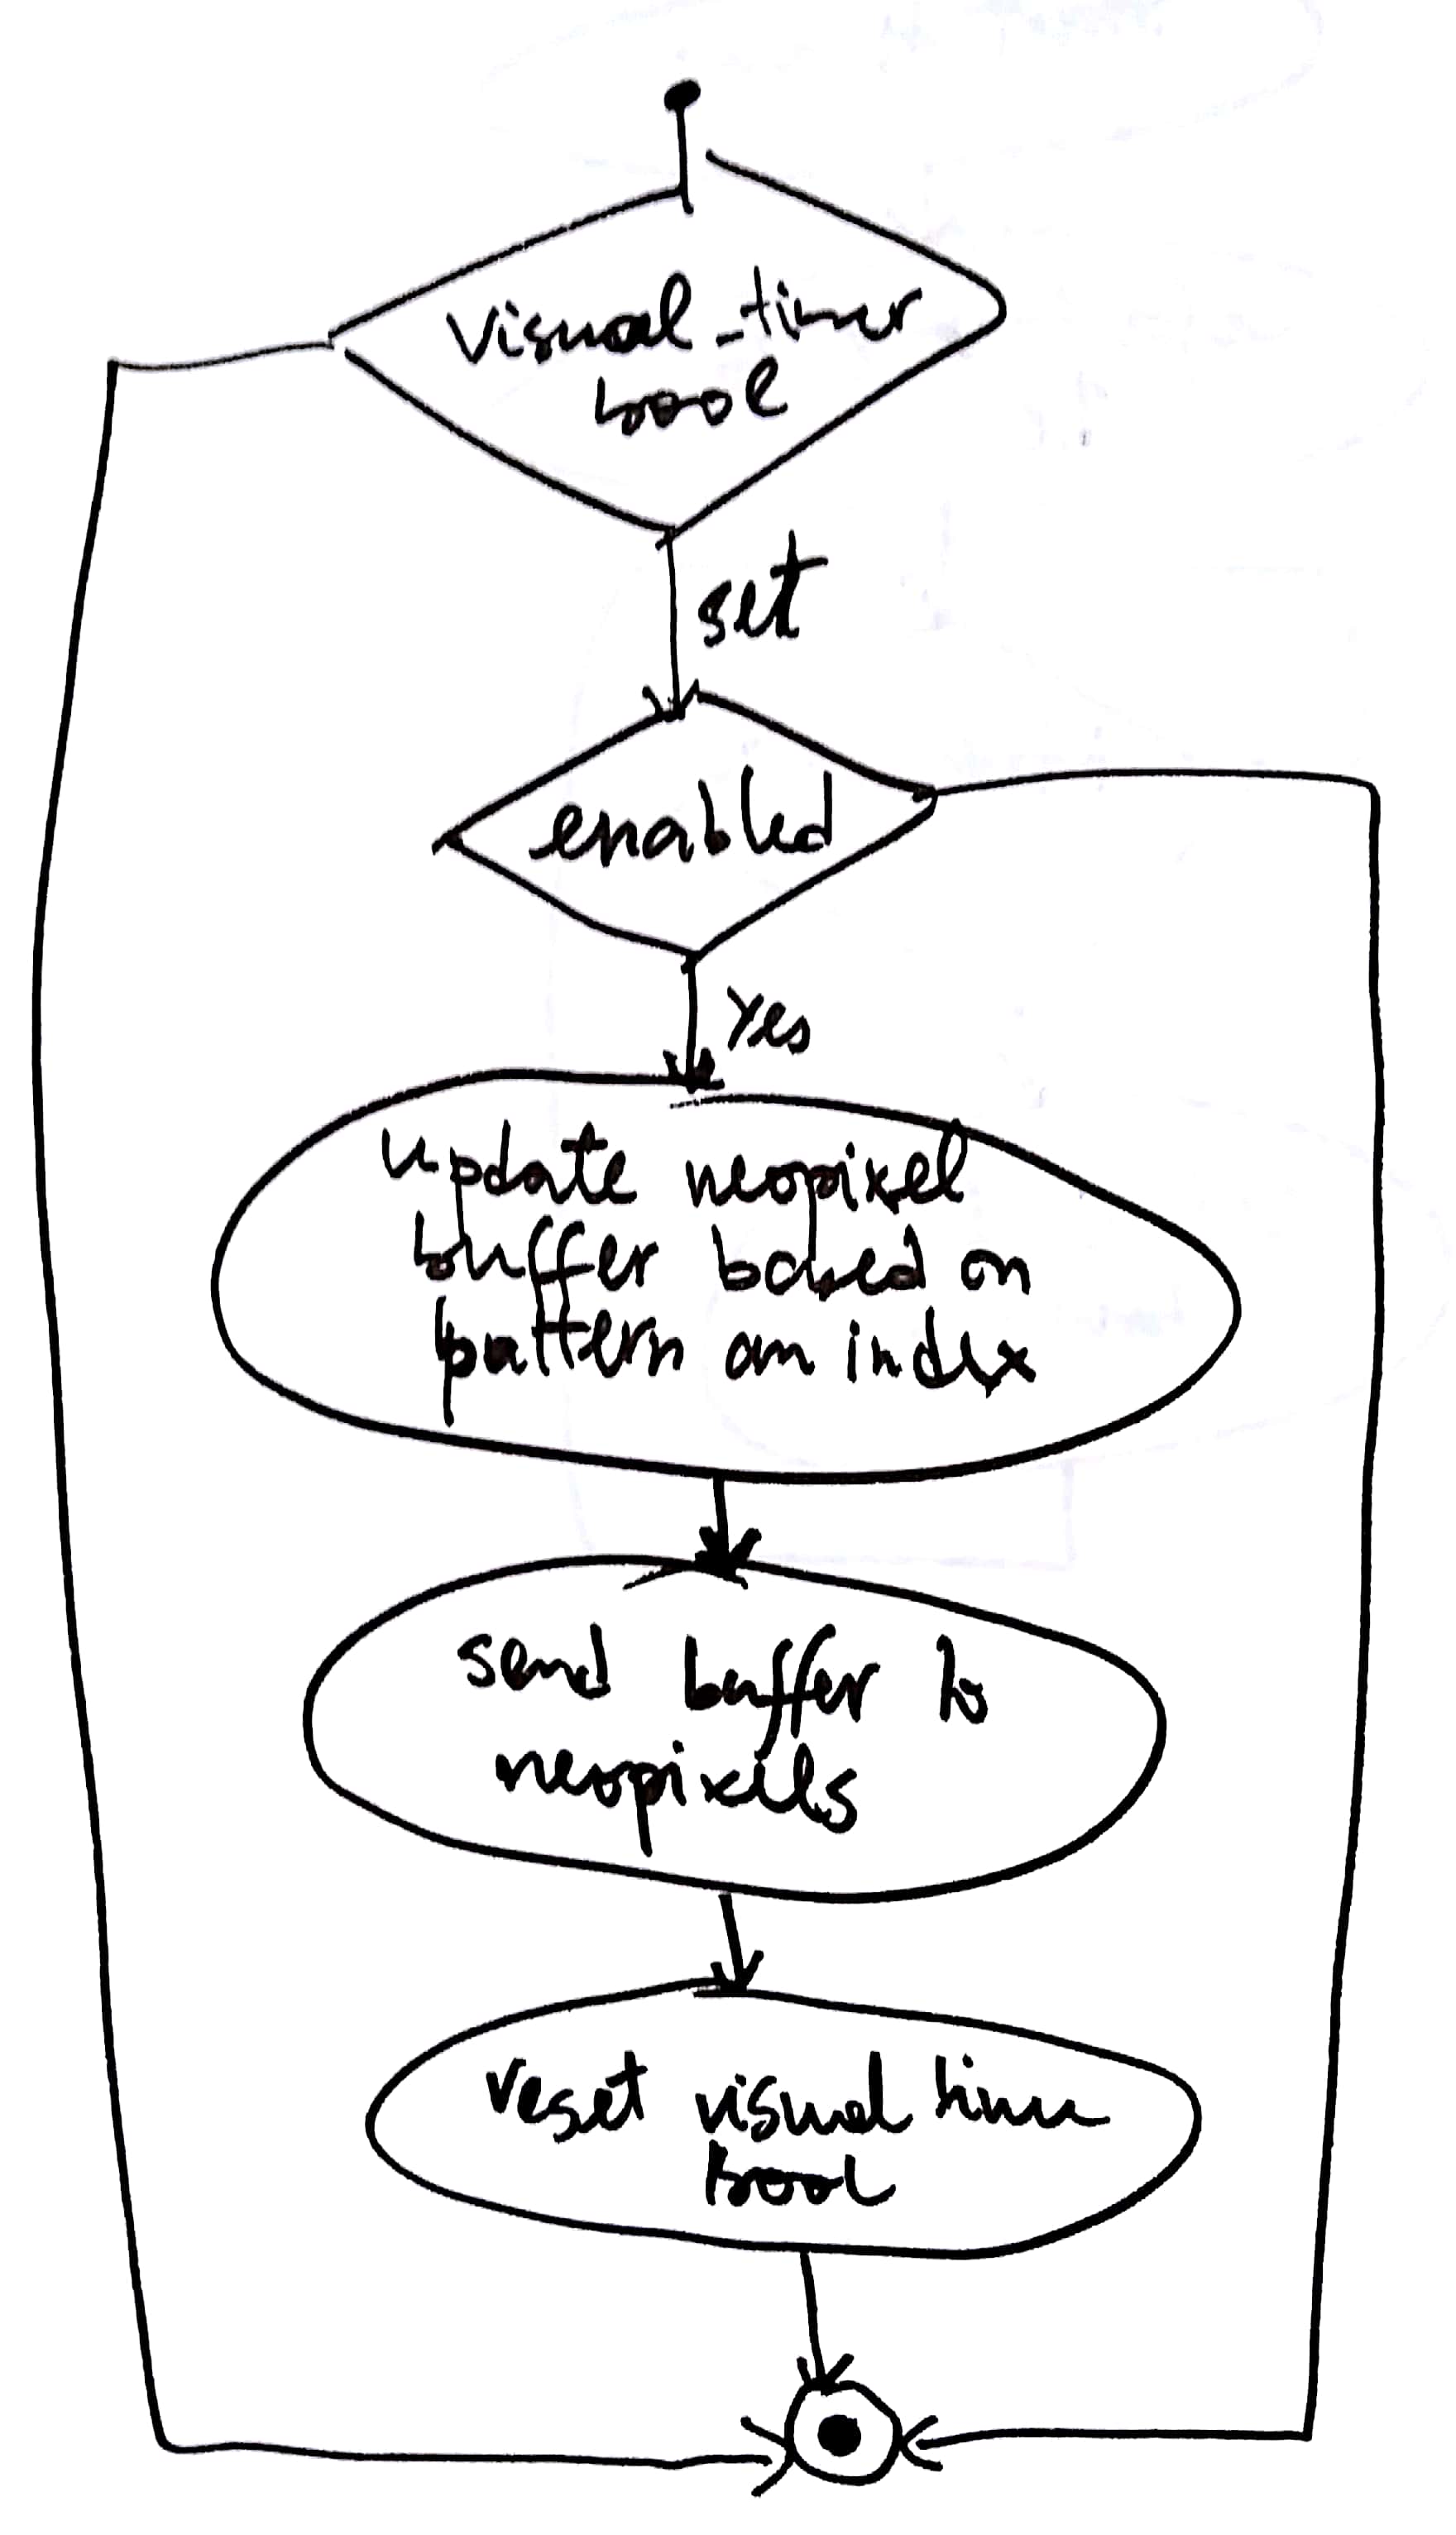 visual_timer
bool
set
enabled
Yes
update neopixel
buffer based on
pattern an index
send buffer to
neopixels
reset visual timer
bool